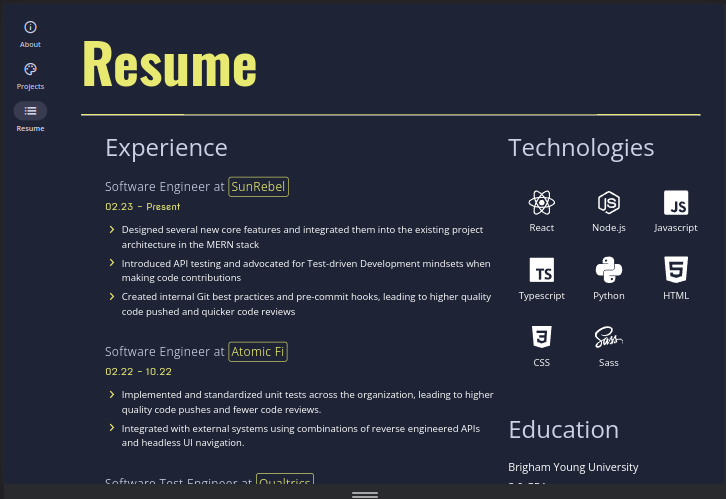 About
Projects
Resume
Resume
Experience
Software Engineer at SunRebel
02.23 – Present
Designed several new core features and integrated them into the existing project
architecture in the MERN stack
Introduced API testing and advocated for Test-driven Development mindsets when
making code contributions
Created internal Git best practices and pre-commit hooks, leading to higher quality
code pushed and quicker code reviews
Software Engineer at Atomic Fi
02.22 – 10.22
Implemented and standardized unit tests across the organization, leading to higher
quality code pushes and fewer code reviews.
Integrated with external systems using combinations of reverse engineered APIs
and headless UI navigation.
Software Test Engineer at Qualtrics
Technologies
React
Node.js
JS
Javascript
TS
Typescript
Python
5
HTML
3
CSS
Sass
Sass
Education
Brigham Young University